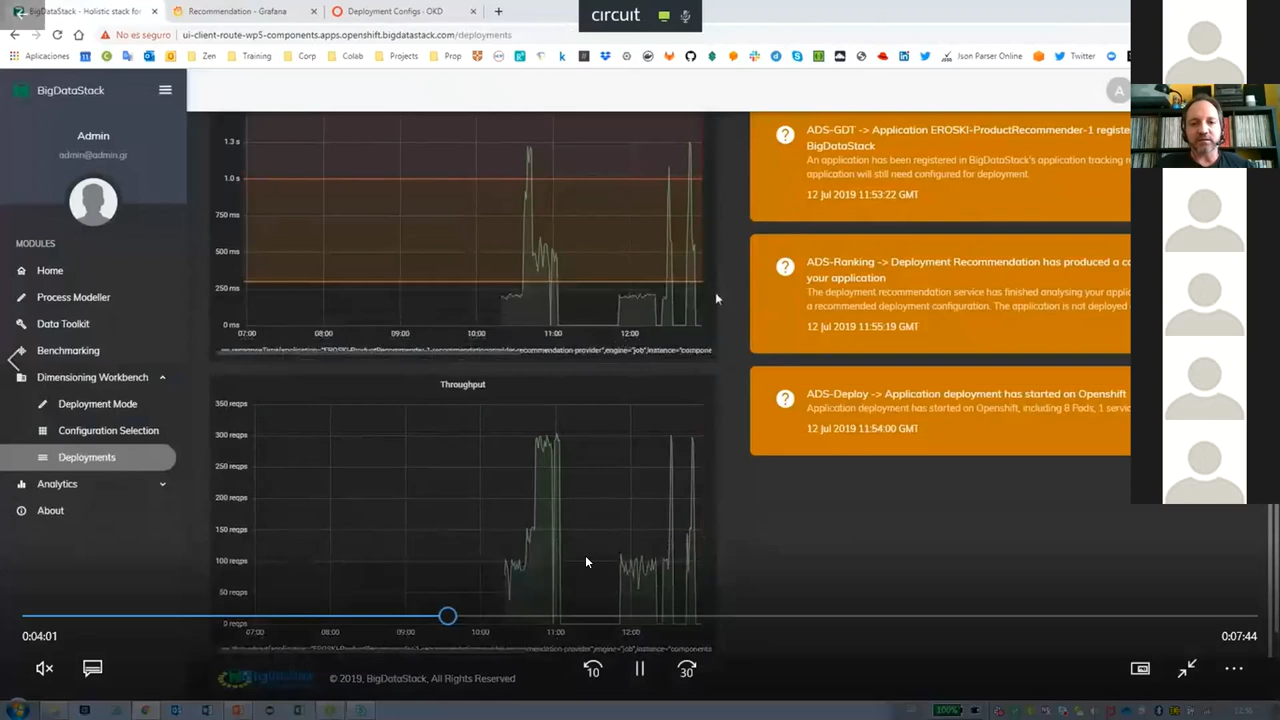 BigDataStack - Holistic stack for
Recommendation - Grafana
Deployment Configs · OKD
circuit
No es seguro
ui-client-route-wp5-components.apps.openshift.bigdatastack.com/deployments
Aplicaciones
Zen
Training
Corp
Colab
Projects
Prop
Json Parser Online
Twitter
BigDataStack
A
Admin
admin@admin.gr
MODULES
Home
Process Modeller
Data Toolkit
Benchmarking
Dimensioning Workbench
Deployment Mode
Configuration Selection
Deployments
Analytics
About
1.3 s
1.0 s
750 ms
500 ms
250 ms
0 ms
07:00
08:00
09:00
10:00
11:00
12:00
Throughput
350 reqps
300 reqps
250 reqps
200 reqps
150 reqps
100 reqps
50 reqps
0 reqps
07:00
08:00
09:00
10:00
11:00
12:00
ADS-GDT -> Application EROSKI-ProductRecommender-1 registe
BigDataStack
An application has been registered in BigDataStack's application tracking r
application will still need configured for deployment.
12 Jul 2019 11:53:22 GMT
ADS-Ranking -> Deployment Recommendation has produced a co
your application
The deployment recommendation service has finished analysing your applic
a recommended deployment configuration. The application is not deployed
12 Jul 2019 11:55:19 GMT
ADS-Deploy -> Application deployment has started on Openshift
Application deployment has started on Openshift, including 8 Pods, 1 servic
12 Jul 2019 11:54:00 GMT
0:04:01
0:07:44
10
30
© 2019, BigDataStack, All Rights Reserved
100%
12:56